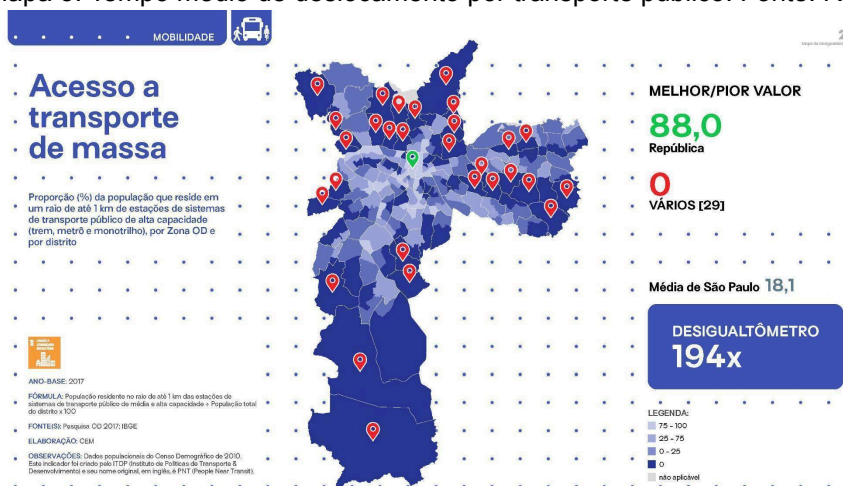 MOBILIDADE
Acesso a
transporte
de massa
Proporção (%) da população que reside em
um raio de até 1 km de estações de sistemas
de transporte público de alta capacidade
(trem, metrô e monotrilho), por Zona OD e
por distrito
ANO-BASE: 2017
FÓRMULA: População residente no raio de até 1 km das estações de
sistemas de transporte público de média e alta capacidade ÷ População total
do distrito x 100
FONTE(S): Pesquisa OD 2017; IBGE
ELABORAÇÃO: CEM
OBSERVAÇÕES: Dados populacionais do Censo Demográfico de 2010.
Este indicador foi criado pelo ITDP (Instituto de Políticas de Transporte &
Desenvolvimento) e seu nome original, em inglês, é PNT (People Near Transit).
MELHOR/PIOR VALOR
88,0
República
0
VÁRIOS [29]
Média de São Paulo 18,1
DESIGUALTÔMETRO
194x
LEGENDA:
75 - 100
25 - 75
0 - 25
0
não aplicável